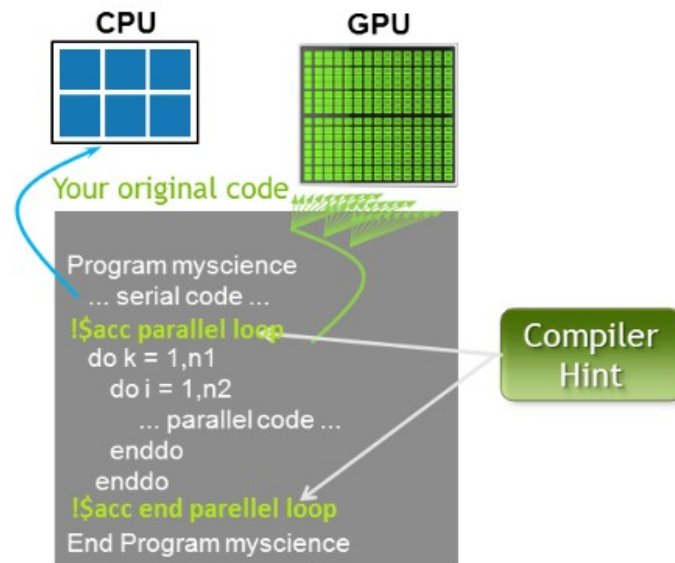 CPU
GPU
Your original code
Program myscience
... serial code ...
!$acc parallel loop
do k = 1,n1
do i = 1,n2
... parallel code ...
enddo
enddo
!$acc end parellel loop
End Program myscience
Compiler
Hint